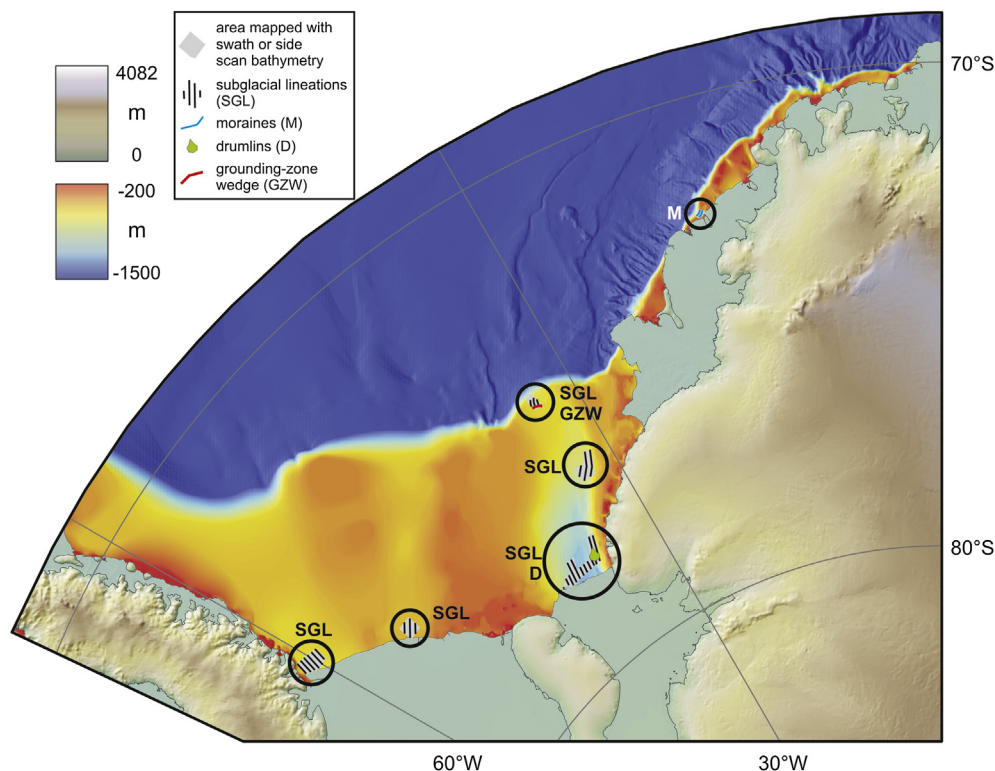 area mapped with
swath or side
scan bathymetry
subglacial lineations
(SGL)
moraines (M)
drumlins (D)
grounding-zone
wedge (GZW)
4082
m
0
-200
m
-1500
70°S
M
SGL
GZW
SGL
SGL
D
80°S
SGL
SGL
60°W
30°W